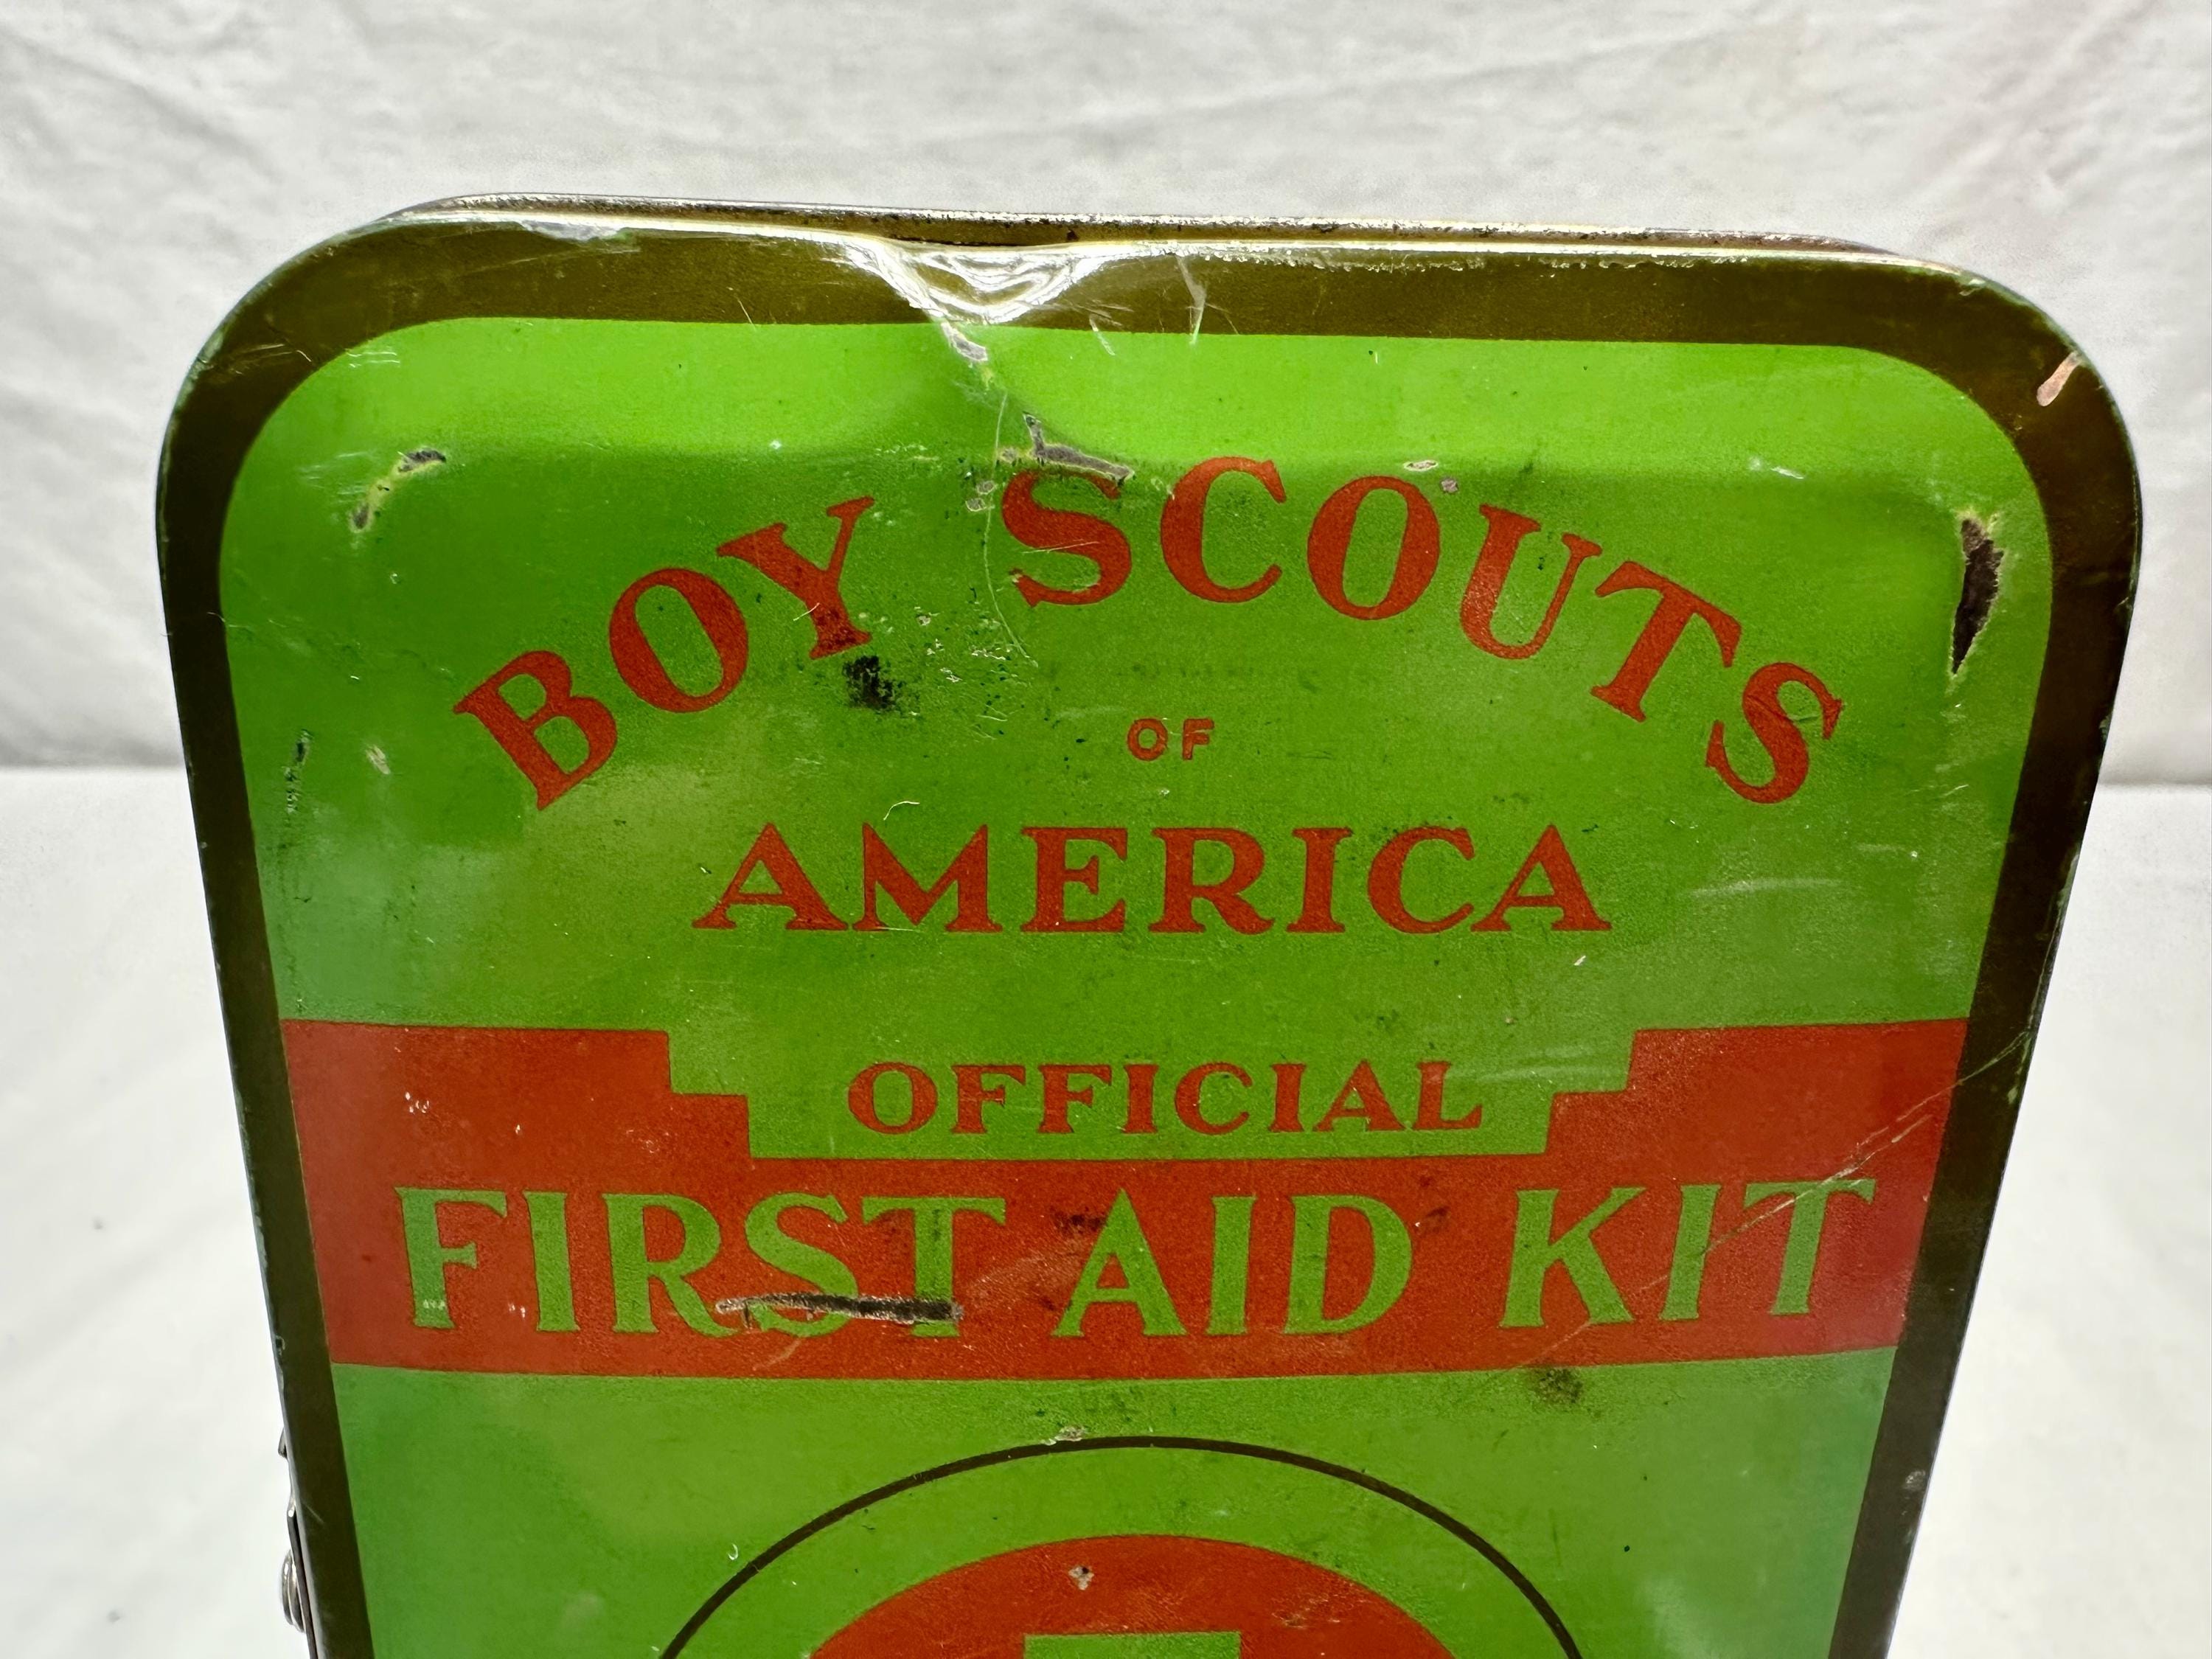 BOY SCOUTS
OF
AMERICA
OFFICIAL
FIRST AID KIT